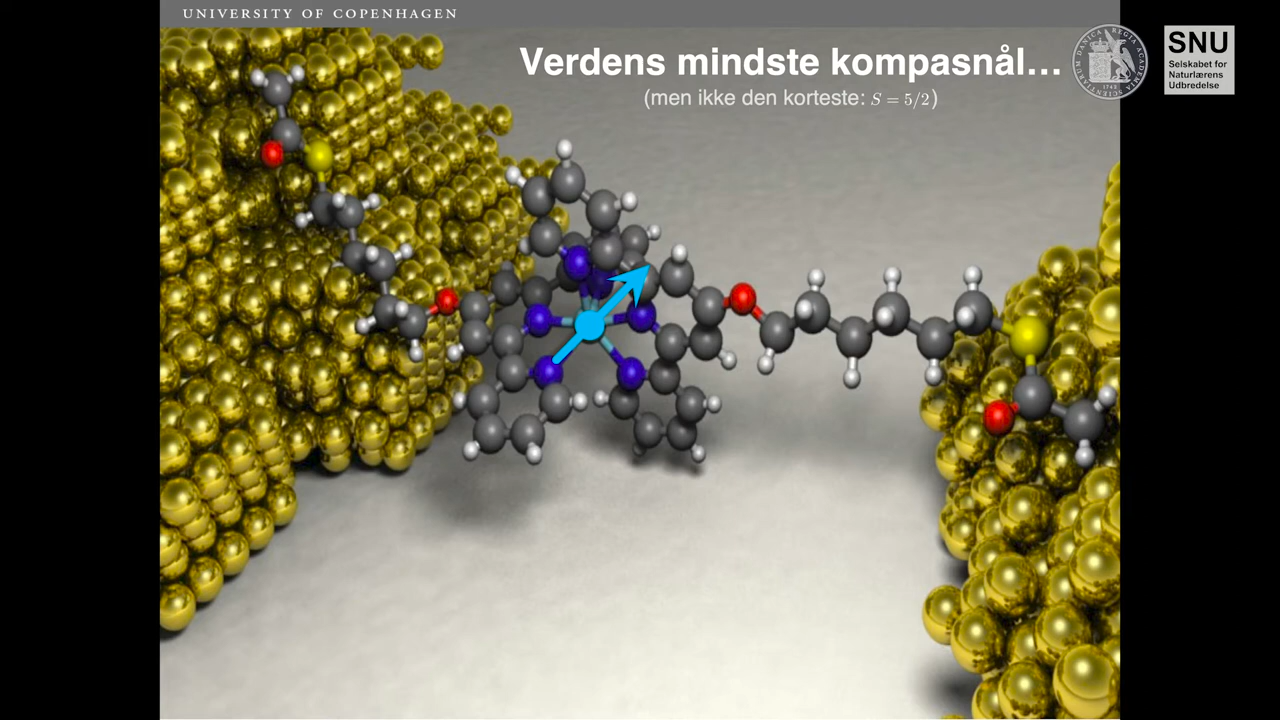 UNIVERSITY OF COPENHAGEN
Verdens mindste kompasnål…
(men ikke den korteste: S = 5/2)
SNU
Selskabet for
Naturlærens
Udbredelse